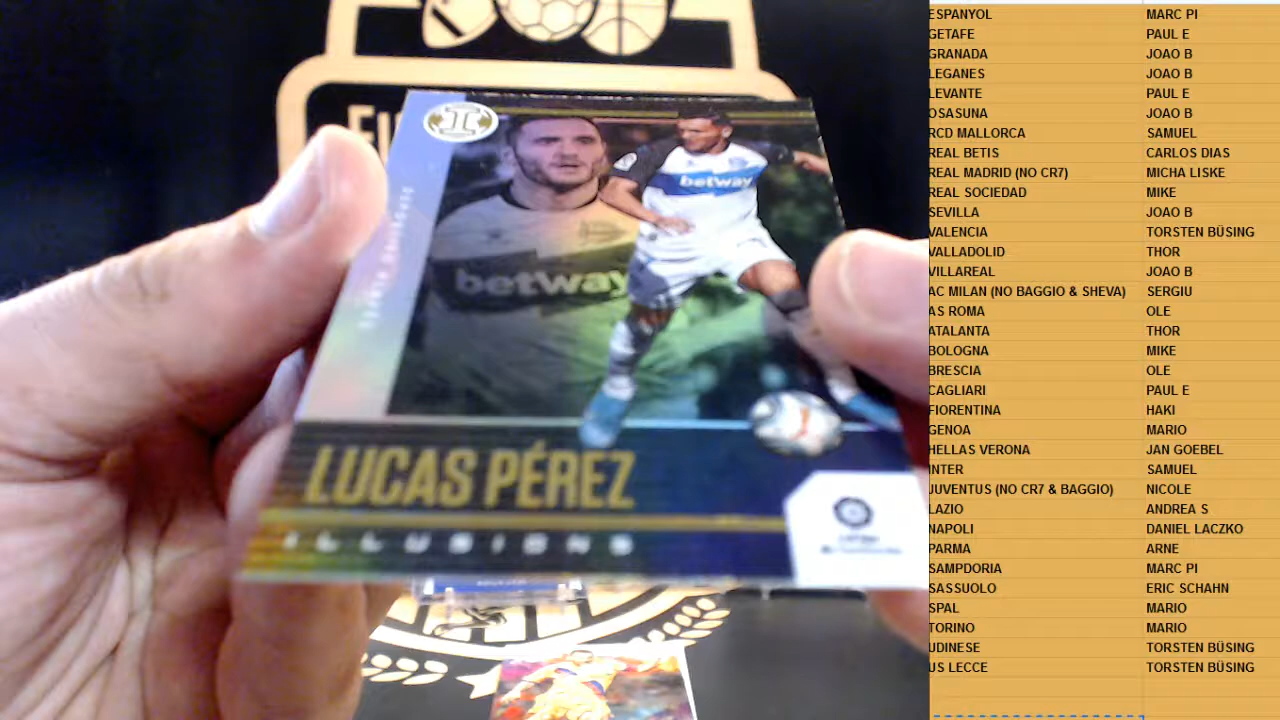 betway
betway
LUCAS PÉREZ
ILLUSIONS
ESPANYOL MARC PI
GETAFE PAUL E
GRANADA JOAO B
LEGANES JOAO B
LEVANTE PAUL E
OSASUNA JOAO B
RCD MALLORCA SAMUEL
REAL BETIS CARLOS DIAS
REAL MADRID (NO CR7) MICHA LISKE
REAL SOCIEDAD MIKE
SEVILLA JOAO B
VALENCIA TORSTEN BÜSING
VALLADOLID THOR
VILLAREAL JOAO B
AC MILAN (NO BAGGIO & SHEVA) SERGIU
AS ROMA OLE
ATALANTA THOR
BOLOGNA MIKE
BRESCIA OLE
CAGLIARI PAUL E
FIORENTINA HAKI
GENOA MARIO
HELLAS VERONA JAN GOEBEL
INTER SAMUEL
JUVENTUS (NO CR7 & BAGGIO) NICOLE
LAZIO ANDREA S
NAPOLI DANIEL LACZKO
PARMA ARNE
SAMPDORIA MARC PI
SASSUOLO ERIC SCHAHN
SPAL MARIO
TORINO MARIO
UDINESE TORSTEN BÜSING
US LECCE TORSTEN BÜSING